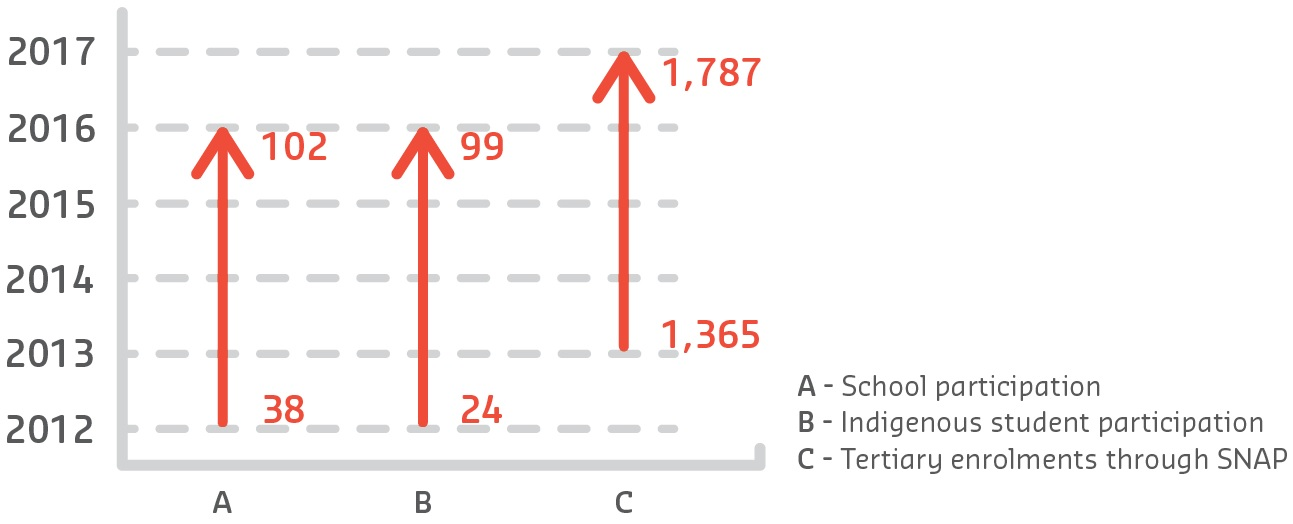 2017
1,787
2016
102
99
2015
2014
2013
1,365
A - School participation
38
24
B - Indigenous student participation
2012
C - Tertiary enrolments through SNAP
A
B
C